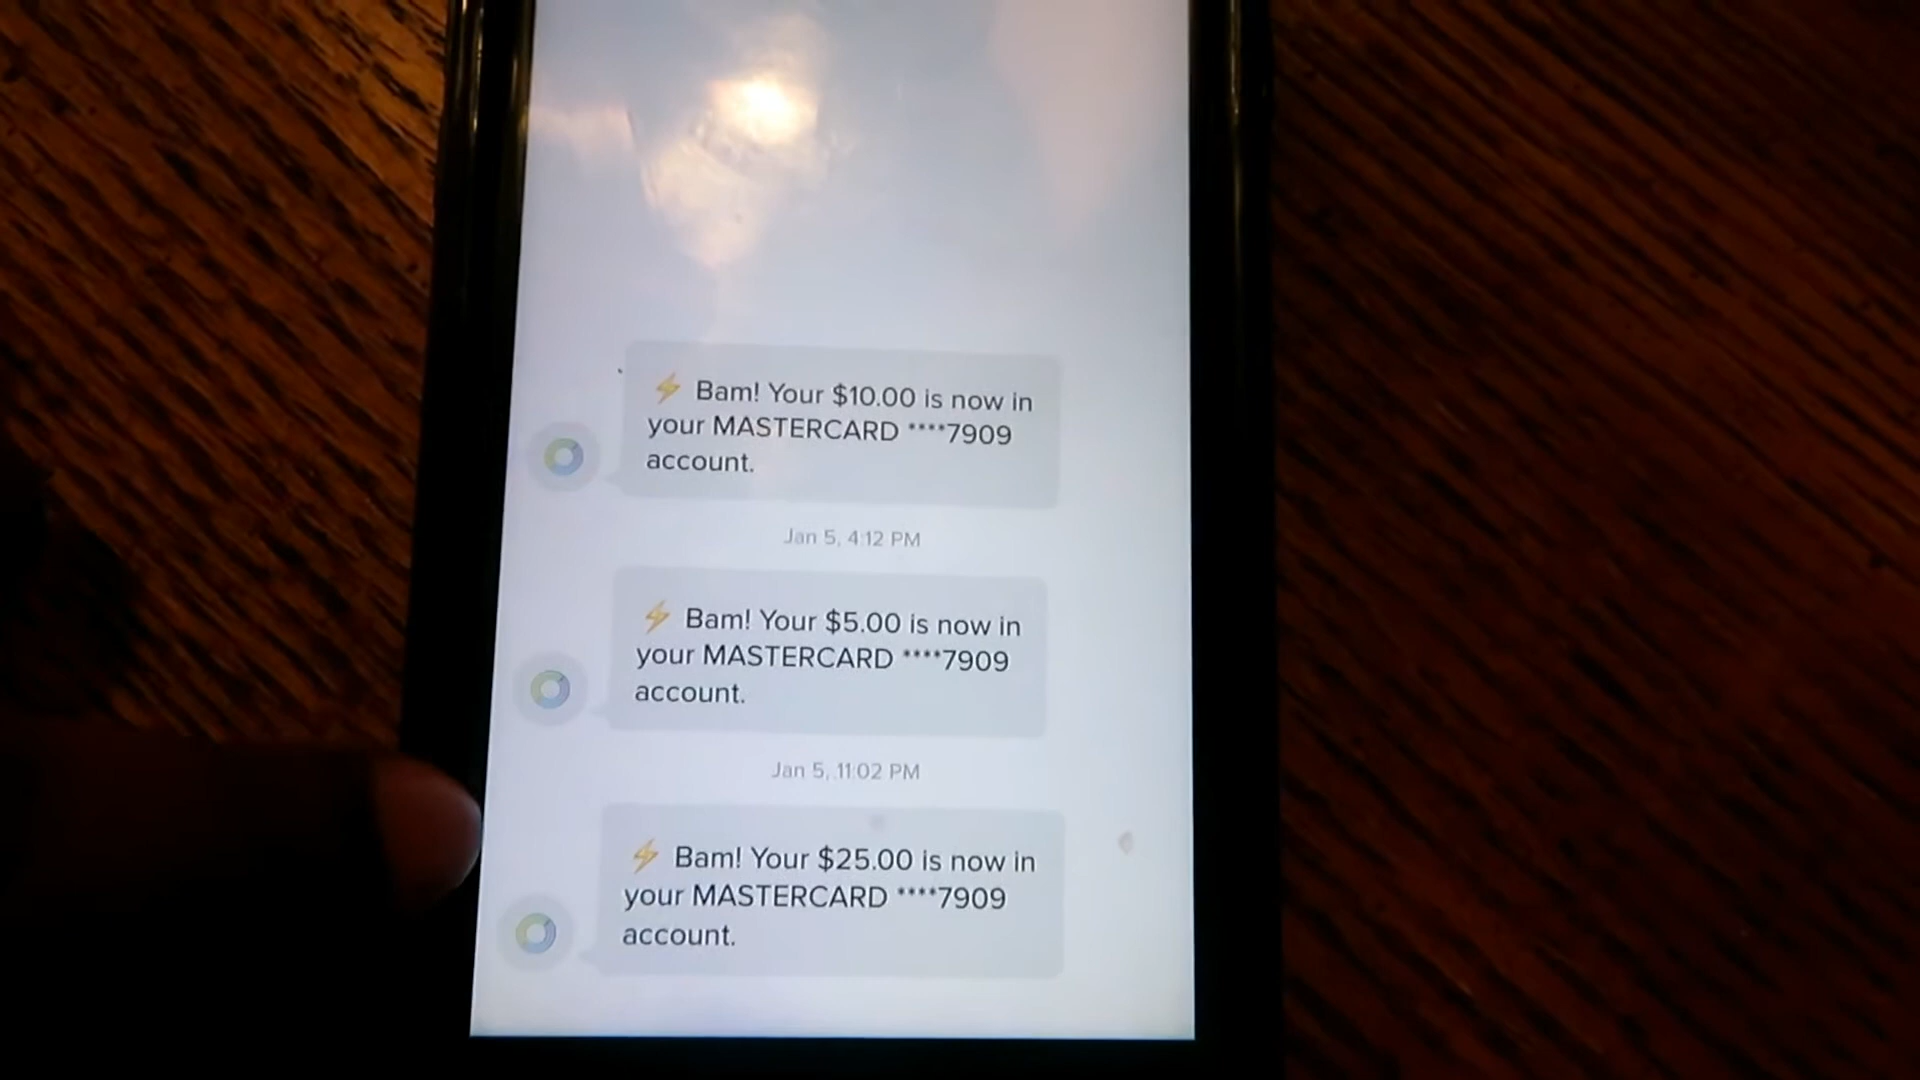 ⚡ Bam! Your $10.00 is now in
your MASTERCARD ****7909
account.
Jan 5, 4:12 PM
⚡ Bam! Your $5.00 is now in
your MASTERCARD ****7909
account.
Jan 5, 11:02 PM
⚡ Bam! Your $25.00 is now in
your MASTERCARD ****7909
account.